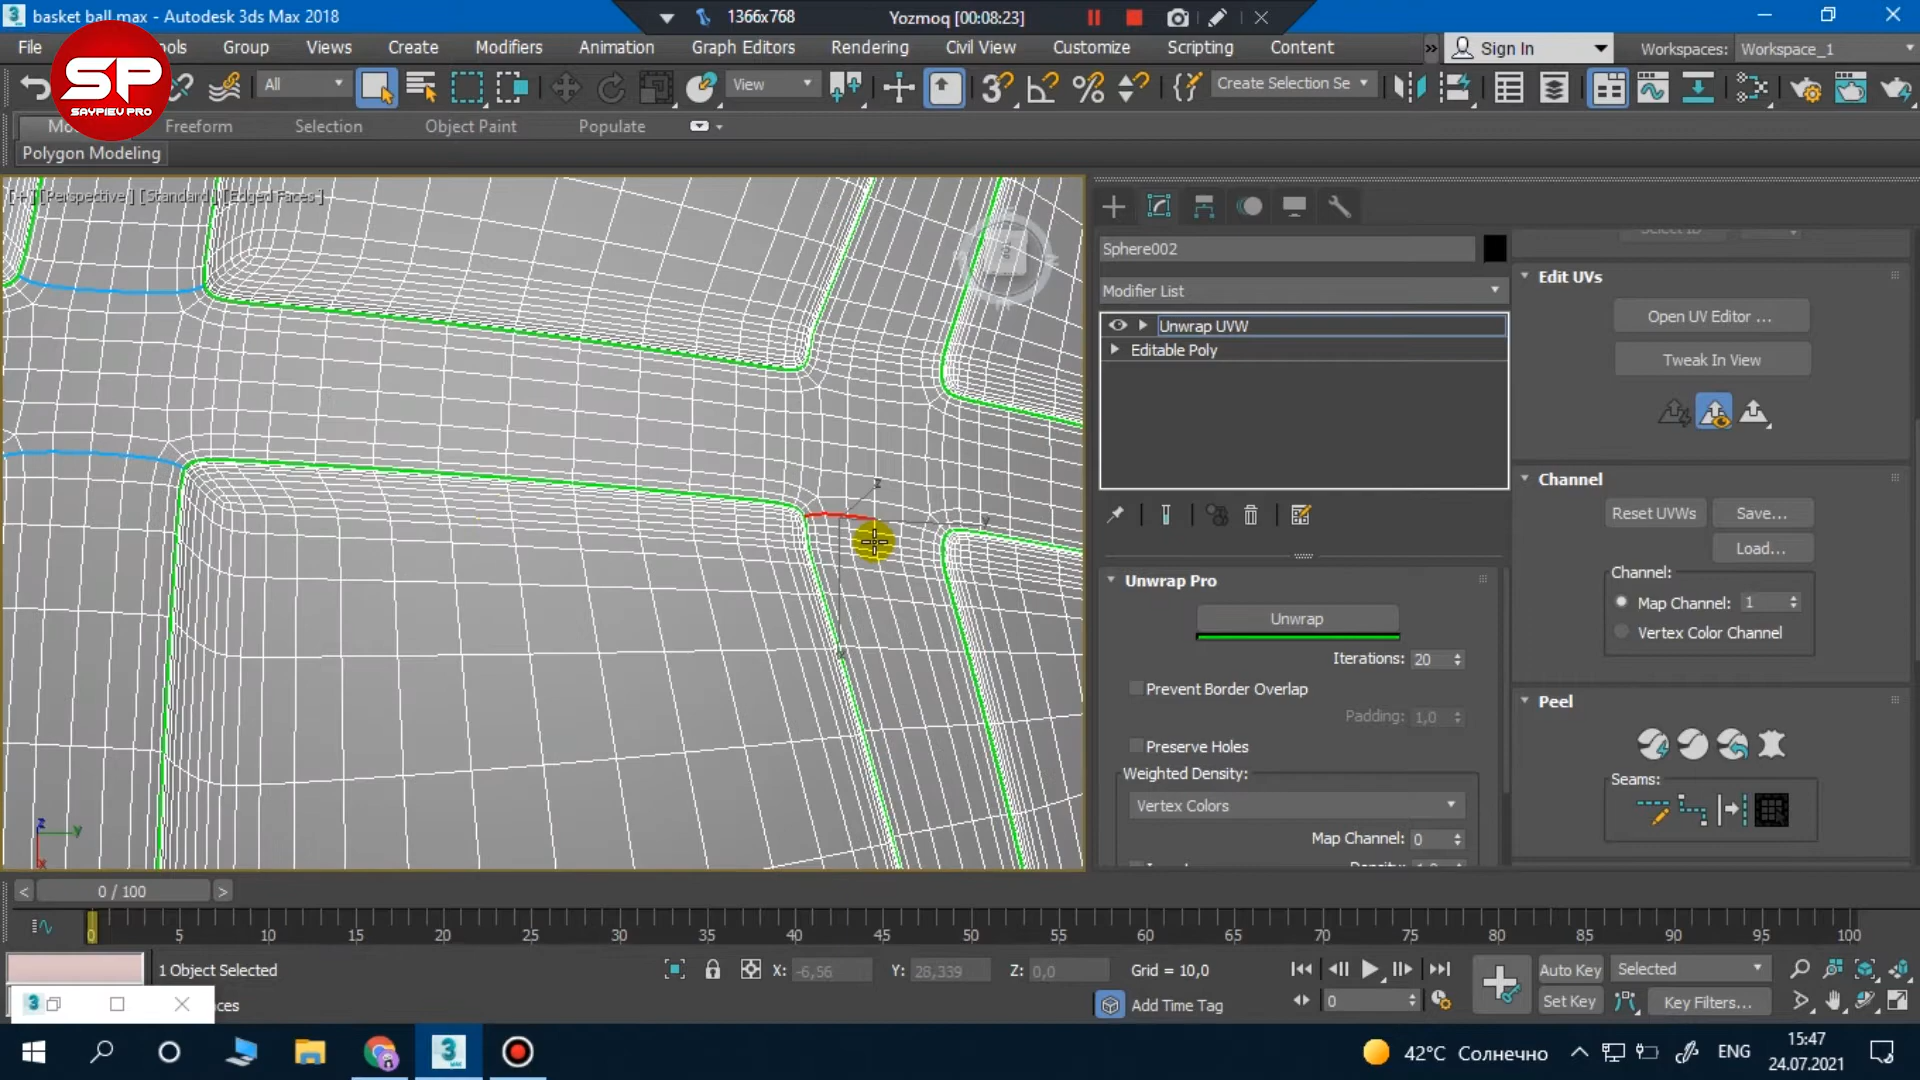 basket ball.max - Autodesk 3ds Max 2018
1366x768
Yozmoq [00:08:23]
File
ools
Group
Views
Create
Modifiers
Animation
Graph Editors
Rendering
Civil View
Customize
Scripting
Content
Sign In
Workspaces: Workspace_1
All
View
Create Selection Se
SP
SAYPIEV PRO
Freeform
Selection
Object Paint
Populate
Polygon Modeling
[+] [Perspective] [Standard] [Edged Faces]
Sphere002
Modifier List
Unwrap UVW
Editable Poly
Edit UVs
Open UV Editor ...
Tweak In View
Channel
Reset UVWs
Save...
Load...
Channel:
Map Channel: 1
Vertex Color Channel
Unwrap Pro
Unwrap
Iterations: 20
Prevent Border Overlap
Padding: 1,0
Preserve Holes
Weighted Density:
Vertex Colors
Map Channel: 0
Peel
Seams:
z
y
z
y
x
< 0 / 100 >
0 5 10 15 20 25 30 35 40 45 50 55 60 65 70 75 80 85 90 95 100
1 Object Selected
X: -6,56
Y: 28,339
Z: 0,0
Grid = 10,0
Auto Key
Selected
aces
Add Time Tag
0
Set Key
Key Filters...
42°C Солнечно
ENG
15:47
24.07.2021